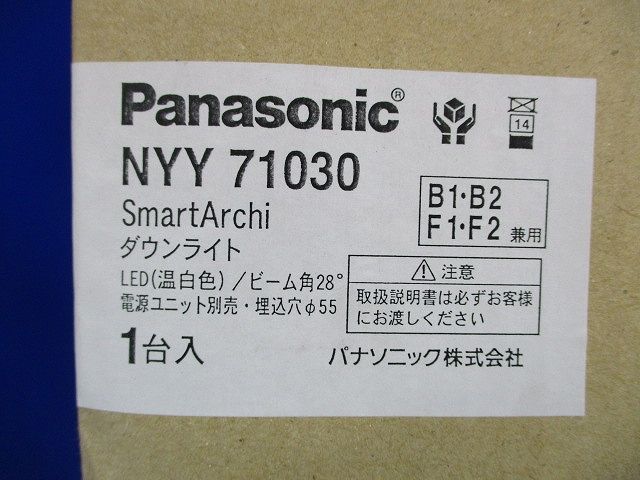 Panasonic®
14
NYY 71030
B1･B2
F1･F2 兼用
SmartArchi
ダウンライト
LED(温白色)/ビーム角28°
電源ユニット別売・埋込穴φ55
⚠注意
取扱説明書は必ずお客様
にお渡しください
1台入
パナソニック株式会社